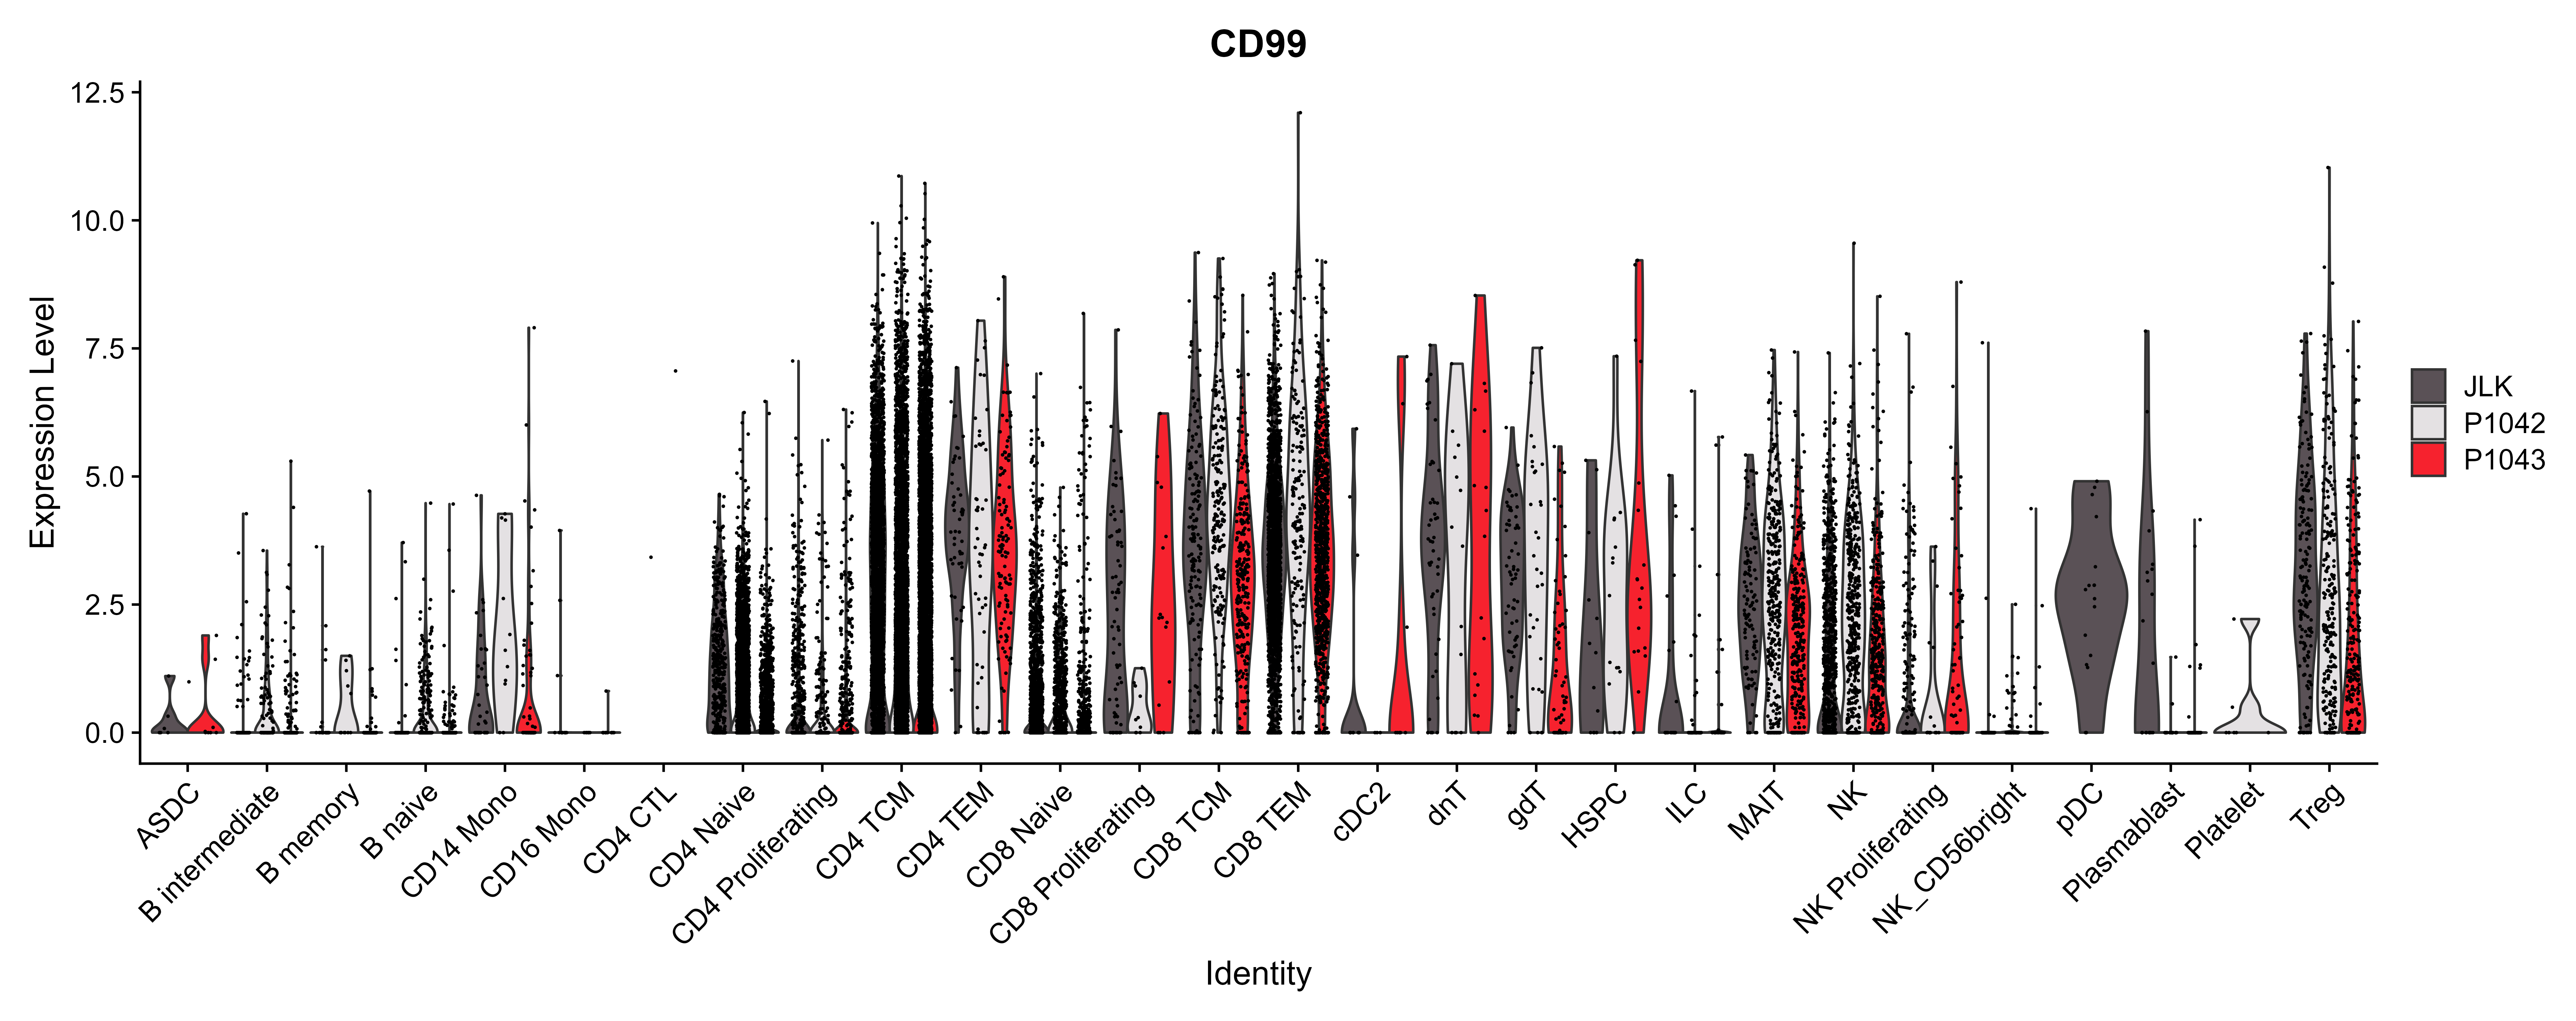 CD99
Expression Level
12.5
10.0
7.5
5.0
2.5
0.0
ASDC
B intermediate
B memory
B naive
CD14 Mono
CD16 Mono
CD4 CTL
CD4 Naive
CD4 Proliferating
CD4 TCM
CD4 TEM
CD8 Naive
CD8 Proliferating
CD8 TCM
CD8 TEM
cDC2
dnT
gdT
HSPC
ILC
MAIT
NK
NK Proliferating
NK_CD56bright
pDC
Plasmablast
Platelet
Treg
Identity
JLK
P1042
P1043